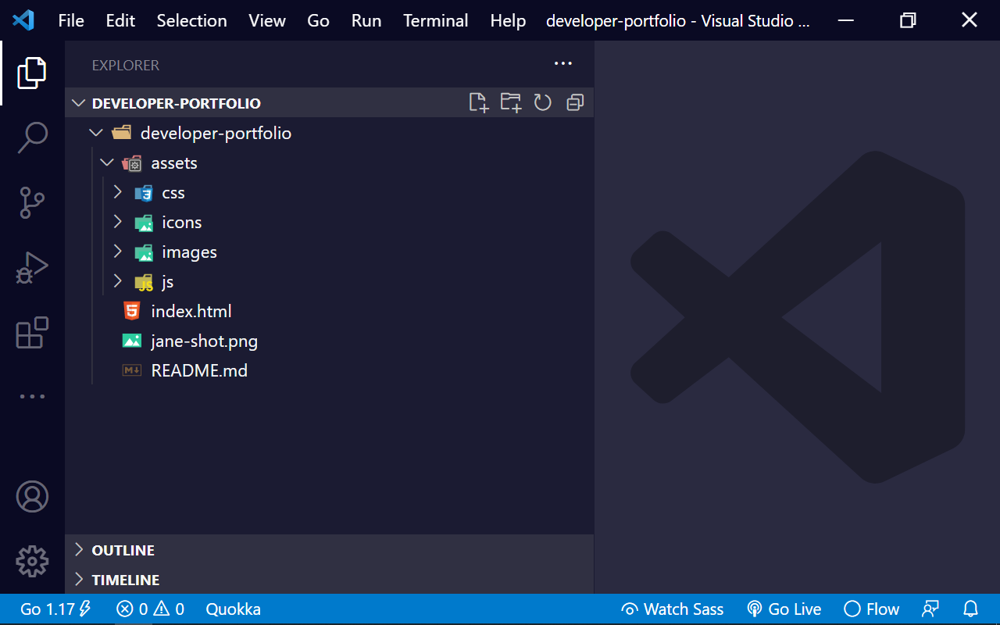 File Edit Selection View Go Run Terminal Help developer-portfolio - Visual Studio ...
EXPLORER
DEVELOPER-PORTFOLIO
developer-portfolio
assets
css
icons
images
js
index.html
jane-shot.png
README.md
OUTLINE
TIMELINE
Go 1.17 0 0 Quokka Watch Sass Go Live Flow